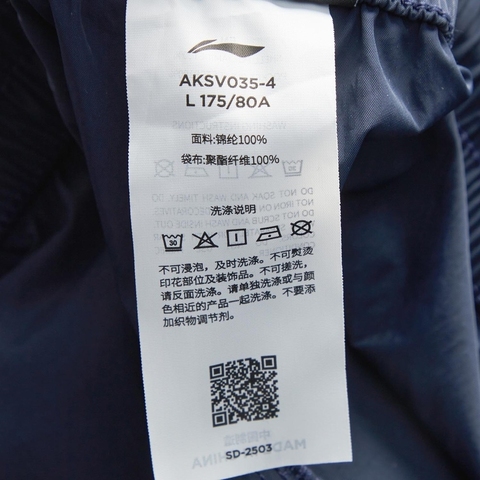 AKSV035-4
L 175/80A
面料:锦纶100%
袋布:聚酯纤维100%
洗涤说明
30
不可浸泡，及时洗涤。不可熨烫
印花部位及装饰品。不可搓洗，
请反面洗涤。请单独洗涤或与颜
色相近的产品一起洗涤。不要添
加织物调节剂。
SD-2503